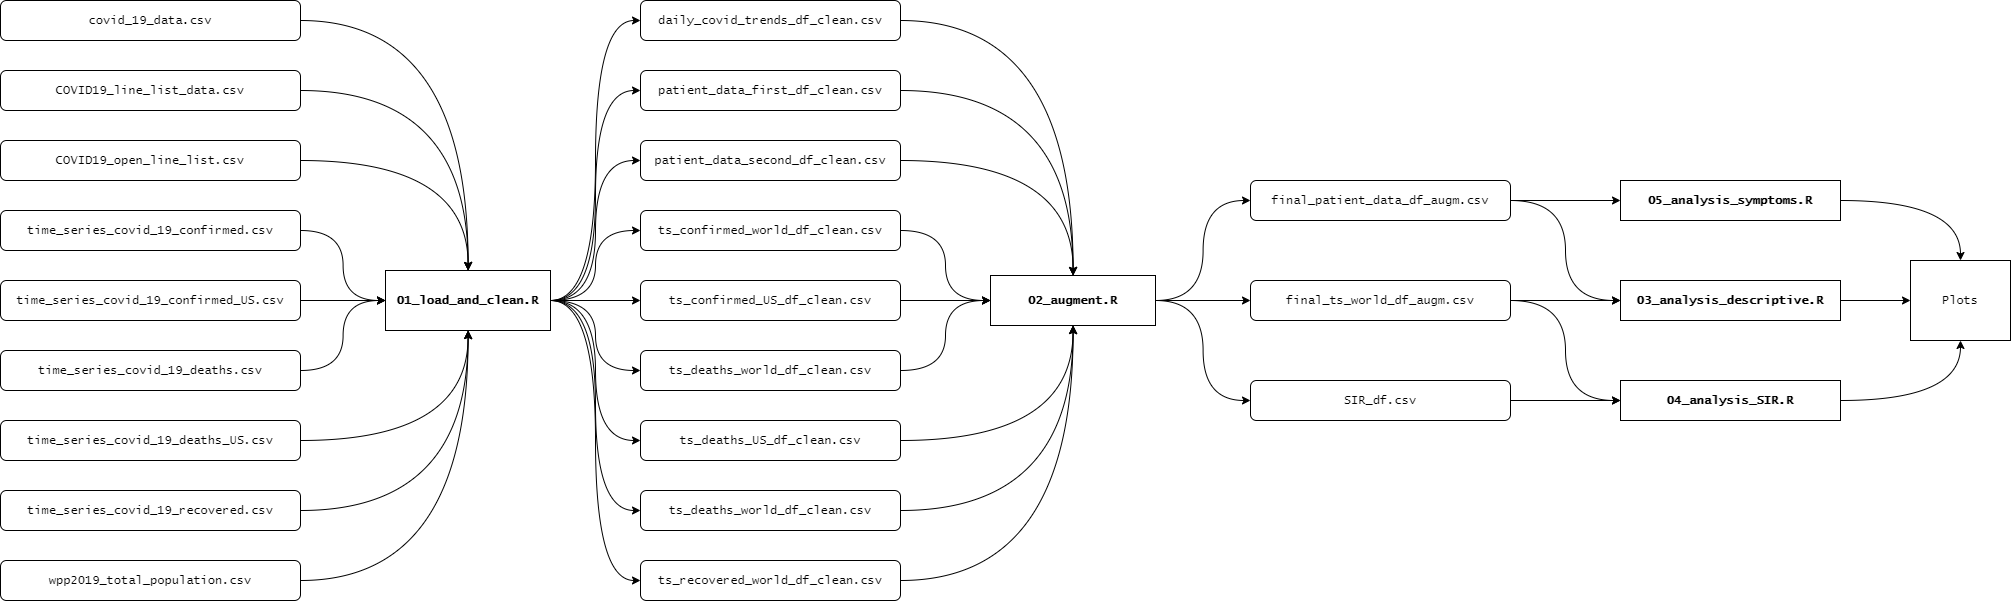 covid_19_data.csv
COVID19_line_list_data.csv
COVID19_open_line_list.csv
time_series_covid_19_confirmed.csv
time_series_covid_19_confirmed_US.csv
time_series_covid_19_deaths.csv
time_series_covid_19_deaths_US.csv
time_series_covid_19_recovered.csv
wpp2019_total_population.csv
01_load_and_clean.R
daily_covid_trends_df_clean.csv
patient_data_first_df_clean.csv
patient_data_second_df_clean.csv
ts_confirmed_world_df_clean.csv
ts_confirmed_US_df_clean.csv
ts_deaths_world_df_clean.csv
ts_deaths_US_df_clean.csv
ts_deaths_world_df_clean.csv
ts_recovered_world_df_clean.csv
02_augment.R
final_patient_data_df_augm.csv
final_ts_world_df_augm.csv
SIR_df.csv
05_analysis_symptoms.R
03_analysis_descriptive.R
04_analysis_SIR.R
Plots